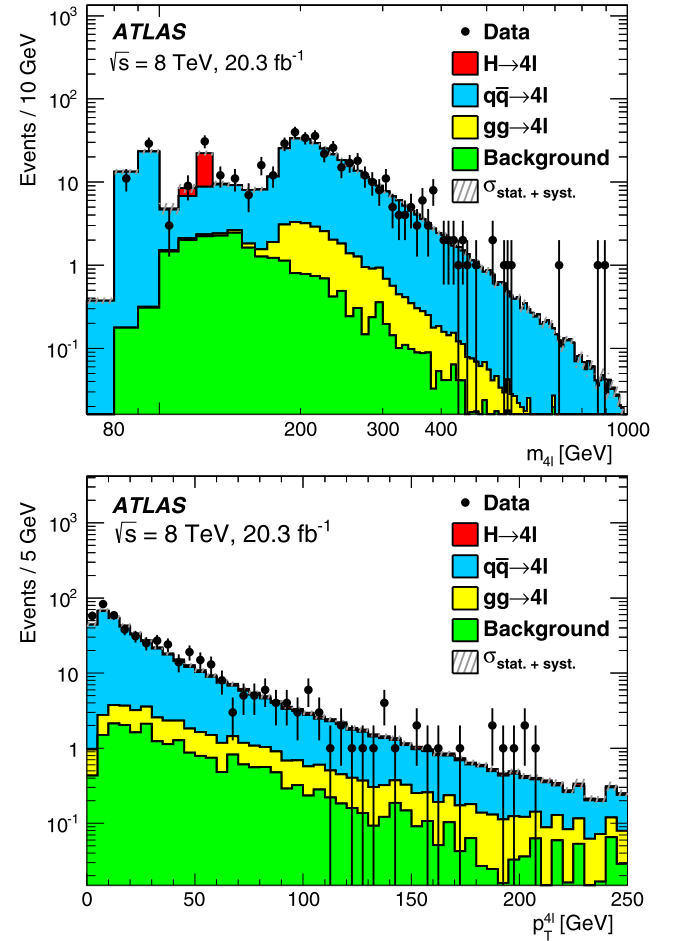 10³
ATLAS
√s = 8 TeV, 20.3 fb⁻¹
Data
H→4l
qq̅→4l
gg→4l
Background
σstat. + syst.
Events / 10 GeV
10²
10
1
10⁻¹
80 200 300 400 1000
m4l [GeV]
ATLAS
√s = 8 TeV, 20.3 fb⁻¹
Data
H→4l
qq̅→4l
gg→4l
Background
σstat. + syst.
Events / 5 GeV
10³
10²
10
1
10⁻¹
0 50 100 150 200 250
pT4l [GeV]